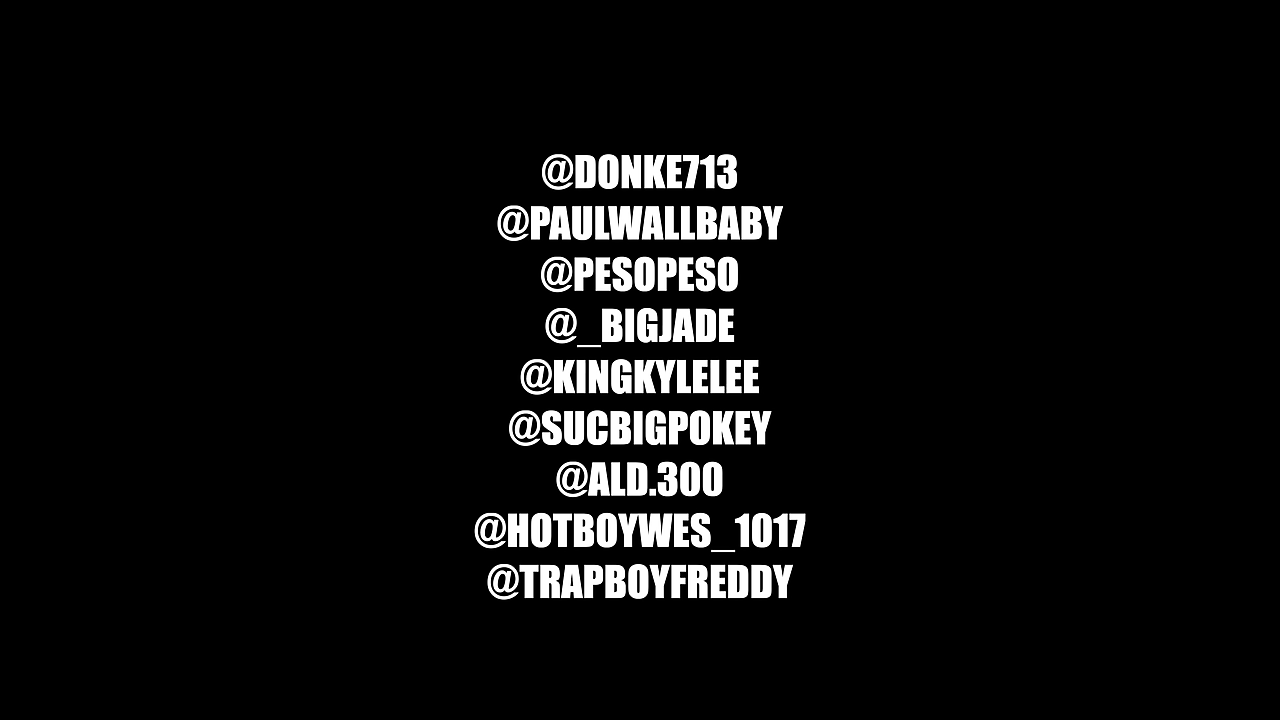 @DONKE713
@PAULWALLBABY
@PESOPESO
@_BIGJADE
@KINGKYLELEE
@SUCBIGPOKEY
@ALD.300
@HOTBOYWES_1017
@TRAPBOYFREDDY